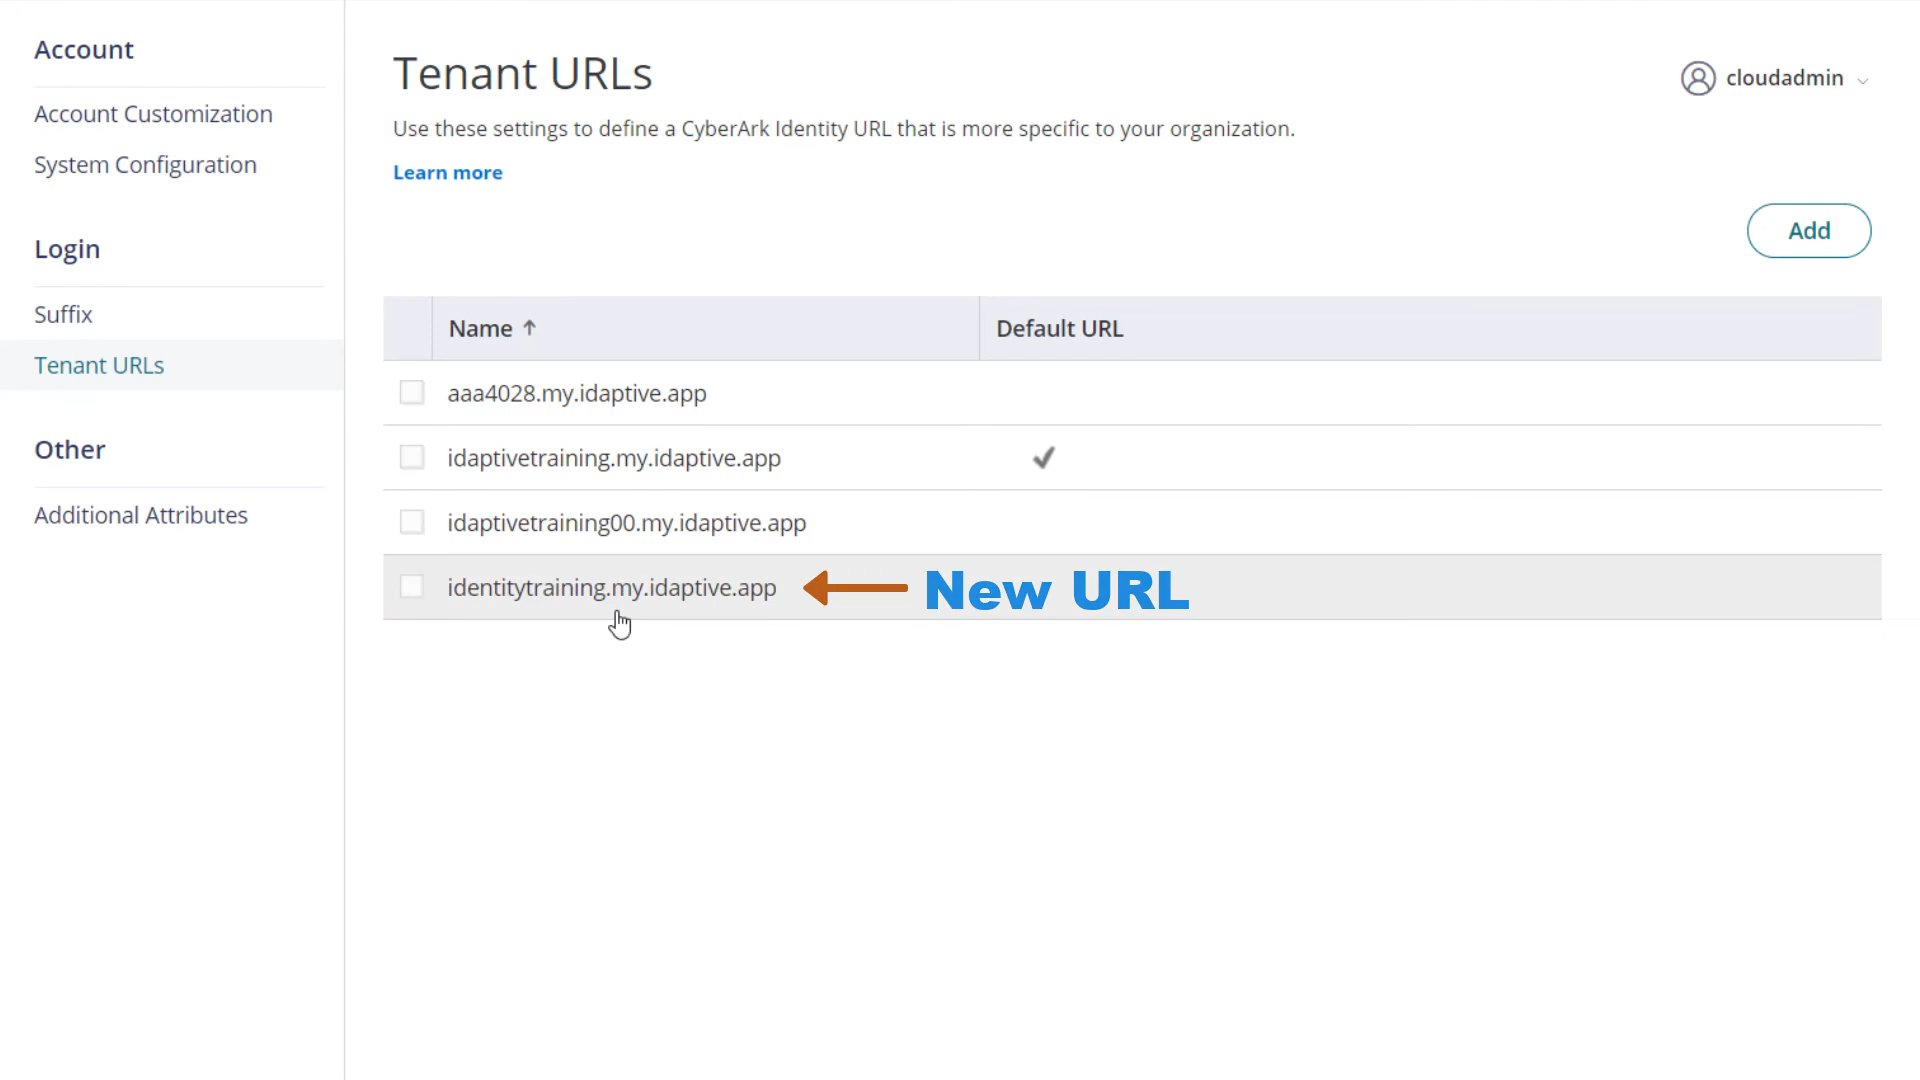 Account
Account Customization
System Configuration
Login
Suffix
Tenant URLs
Other
Additional Attributes
Tenant URLs
cloudadmin
Use these settings to define a CyberArk Identity URL that is more specific to your organization.
Learn more
Add
Name ↑ Default URL
aaa4028.my.idaptive.app
idaptivetraining.my.idaptive.app
idaptivetraining00.my.idaptive.app
identitytraining.my.idaptive.app New URL